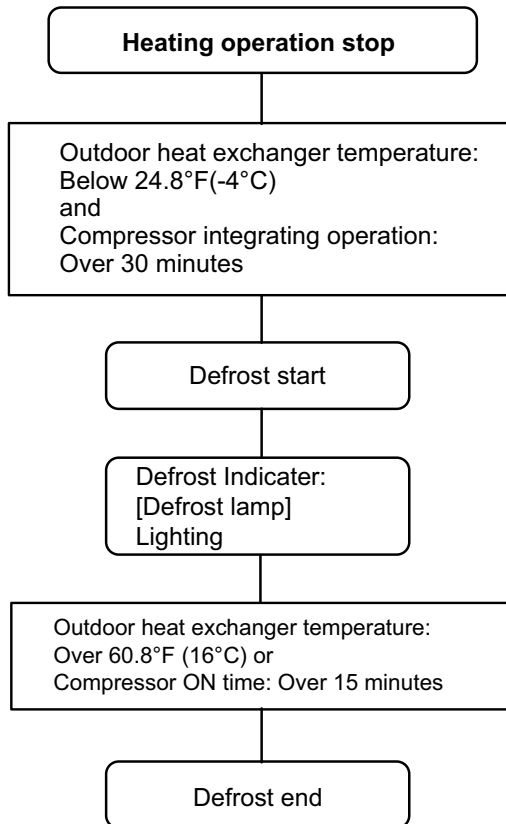 Heating operation stop
Outdoor heat exchanger temperature:
Below 24.8°F(-4°C)
and
Compressor integrating operation:
Over 30 minutes
Defrost start
Defrost Indicater:
[Defrost lamp]
Lighting
Outdoor heat exchanger temperature:
Over 60.8°F (16°C) or
Compressor ON time: Over 15 minutes
Defrost end